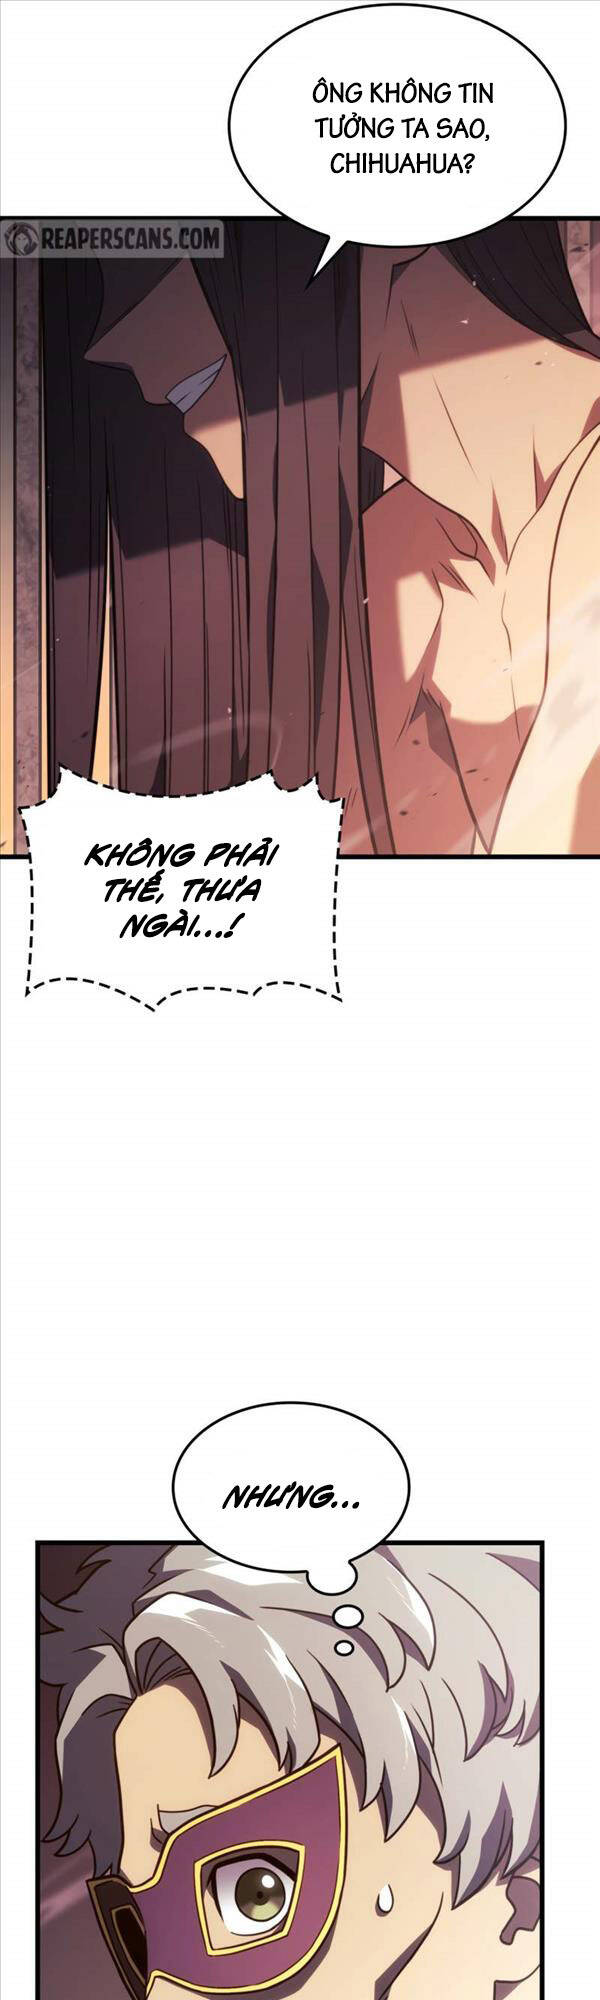 ÔNG KHÔNG TIN
TƯỞNG TA SAO,
CHIHUAHUA?
REAPERSCANS.COM
KHÔNG PHẢI
THẾ, THƯA
NGÀI...!
NHƯNG...